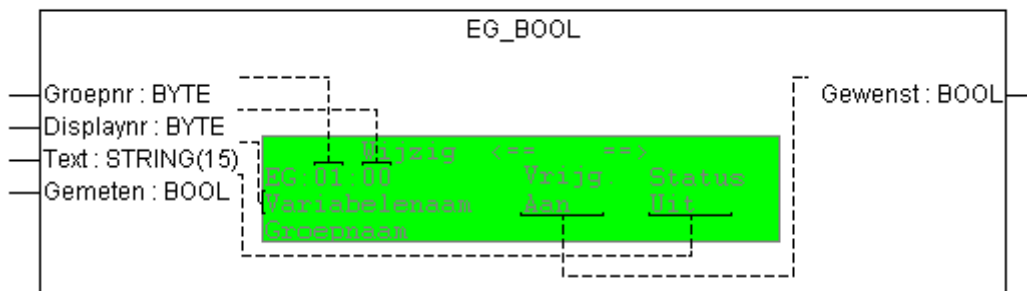 EG_BOOL
Groepnr : BYTE
Displaynr : BYTE
Text : STRING(15)
Gemeten : BOOL
Wijzig <== ==>
EG:01:00 Vrijg. Status
Variabelenaam Aan Uit
Groepnaam
Gewenst : BOOL